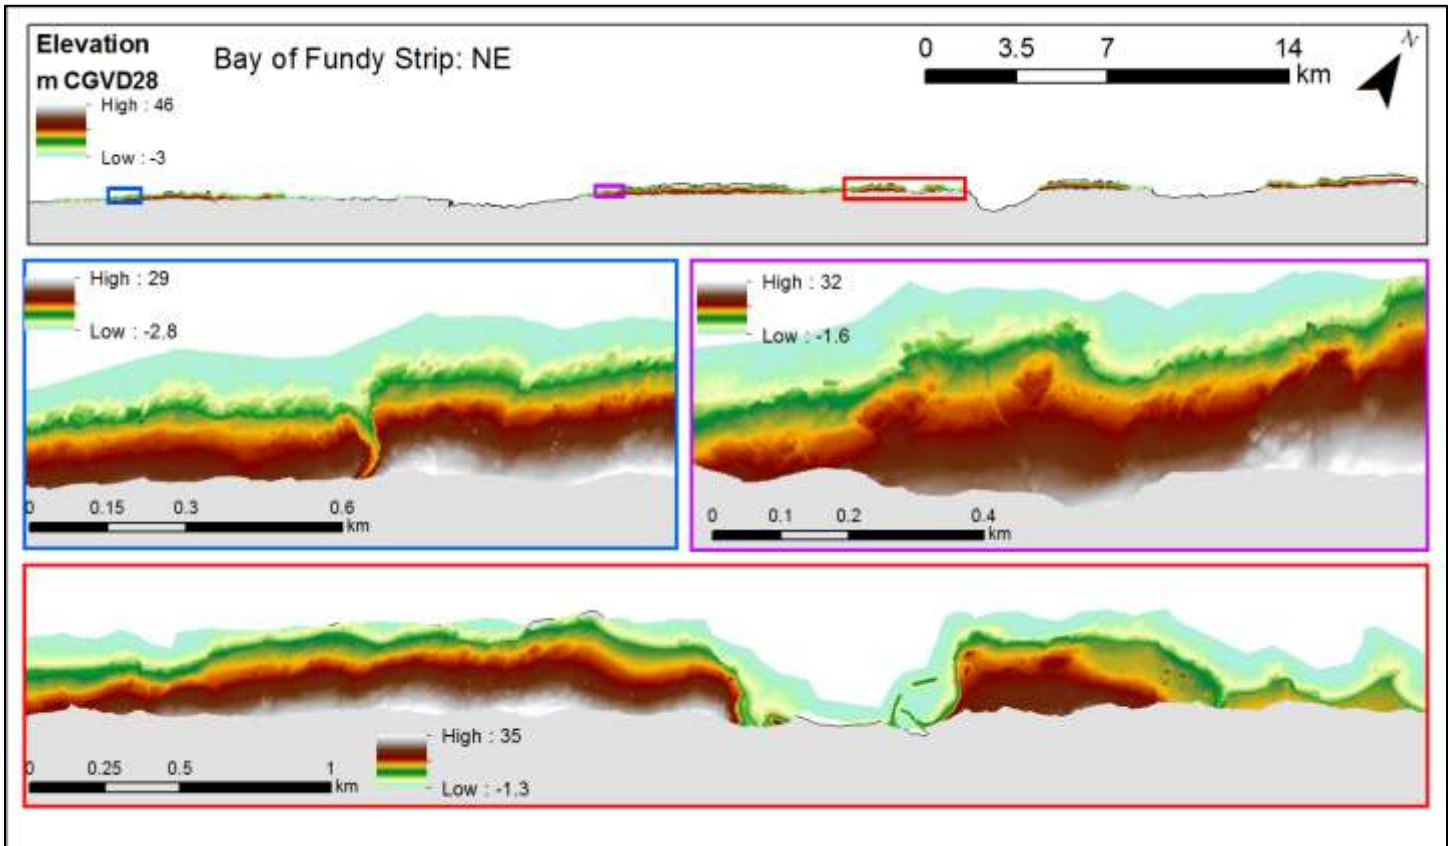 Elevation
m CGVD28
High : 46
Low : -3
Bay of Fundy Strip: NE
0 3.5 7 14
km
N
High : 29
Low : -2.8
0 0.15 0.3 0.6
km
High : 32
Low : -1.6
0 0.1 0.2 0.4
km
High : 35
Low : -1.3
0 0.25 0.5 1
km